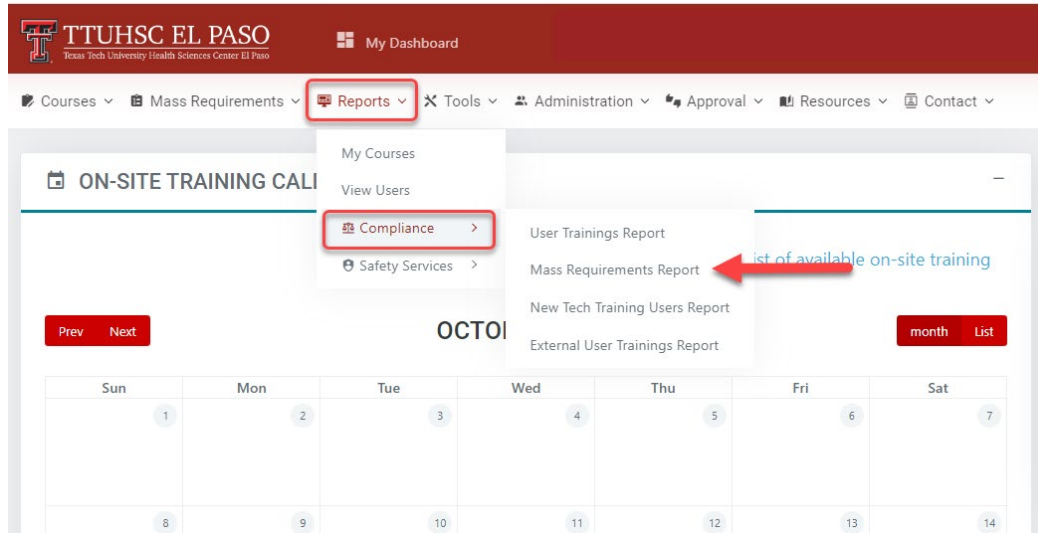 TTUHSC EL PASO
Texas Tech University Health Sciences Center El Paso
My Dashboard
Courses Mass Requirements Reports Tools Administration Approval Resources Contact
My Courses
ON-SITE TRAINING CAL
View Users
Compliance
User Trainings Report
Safety Services
Mass Requirements Report
ist of available on-site training
New Tech Training Users Report
External User Trainings Report
Prev Next
OCTO
month List
Sun Mon Tue Wed Thu Fri Sat
1 2 3 4 5 6 7
8 9 10 11 12 13 14